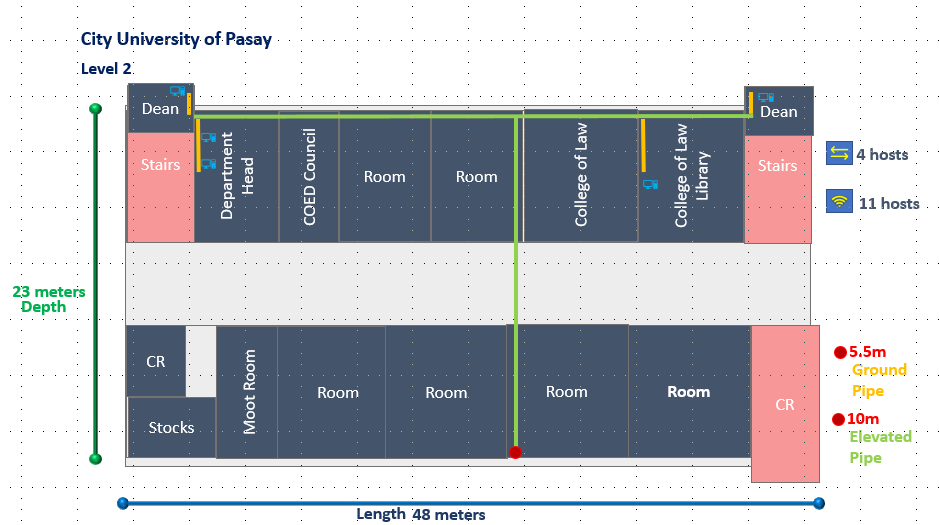 City University of Pasay
Level 2
Dean
Stairs
Department
Head
COED Council
Room
Room
College of Law
College of Law
Library
Dean
Stairs
4 hosts
11 hosts
23 meters
Depth
CR
Stocks
Moot Room
Room
Room
Room
Room
CR
5.5m
Ground
Pipe
10m
Elevated
Pipe
Length 48 meters